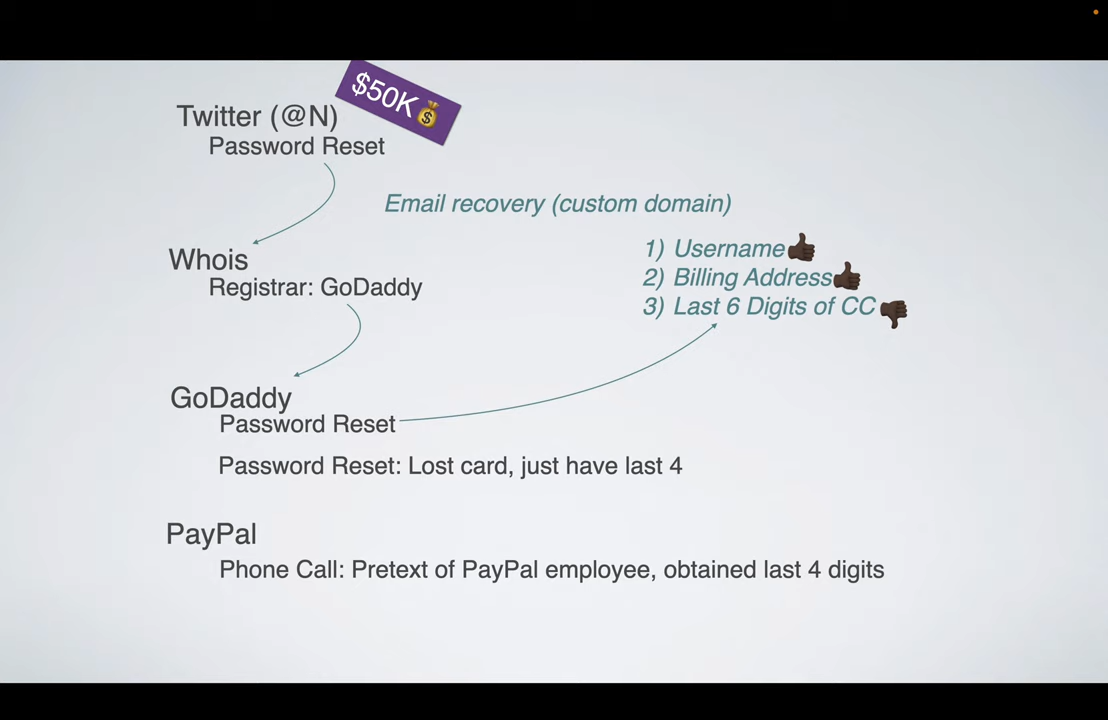 $50K
Twitter (@N)
Password Reset
Email recovery (custom domain)
1) Username
2) Billing Address
3) Last 6 Digits of CC
Whois
Registrar: GoDaddy
GoDaddy
Password Reset
Password Reset: Lost card, just have last 4
PayPal
Phone Call: Pretext of PayPal employee, obtained last 4 digits